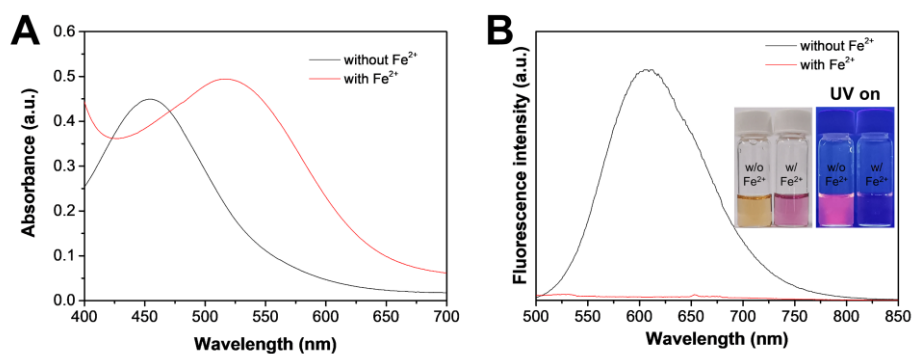 A
Absorbance (a.u.)
0.6
0.5
0.4
0.3
0.2
0.1
0.0
without Fe²⁺
with Fe²⁺
400 450 500 550 600 650 700
Wavelength (nm)
B
Fluorescence intensity (a.u.)
without Fe²⁺
with Fe²⁺
UV on
w/o w/ w/o w/
Fe²⁺ Fe²⁺ Fe²⁺ Fe²⁺
500 550 600 650 700 750 800 850
Wavelength (nm)